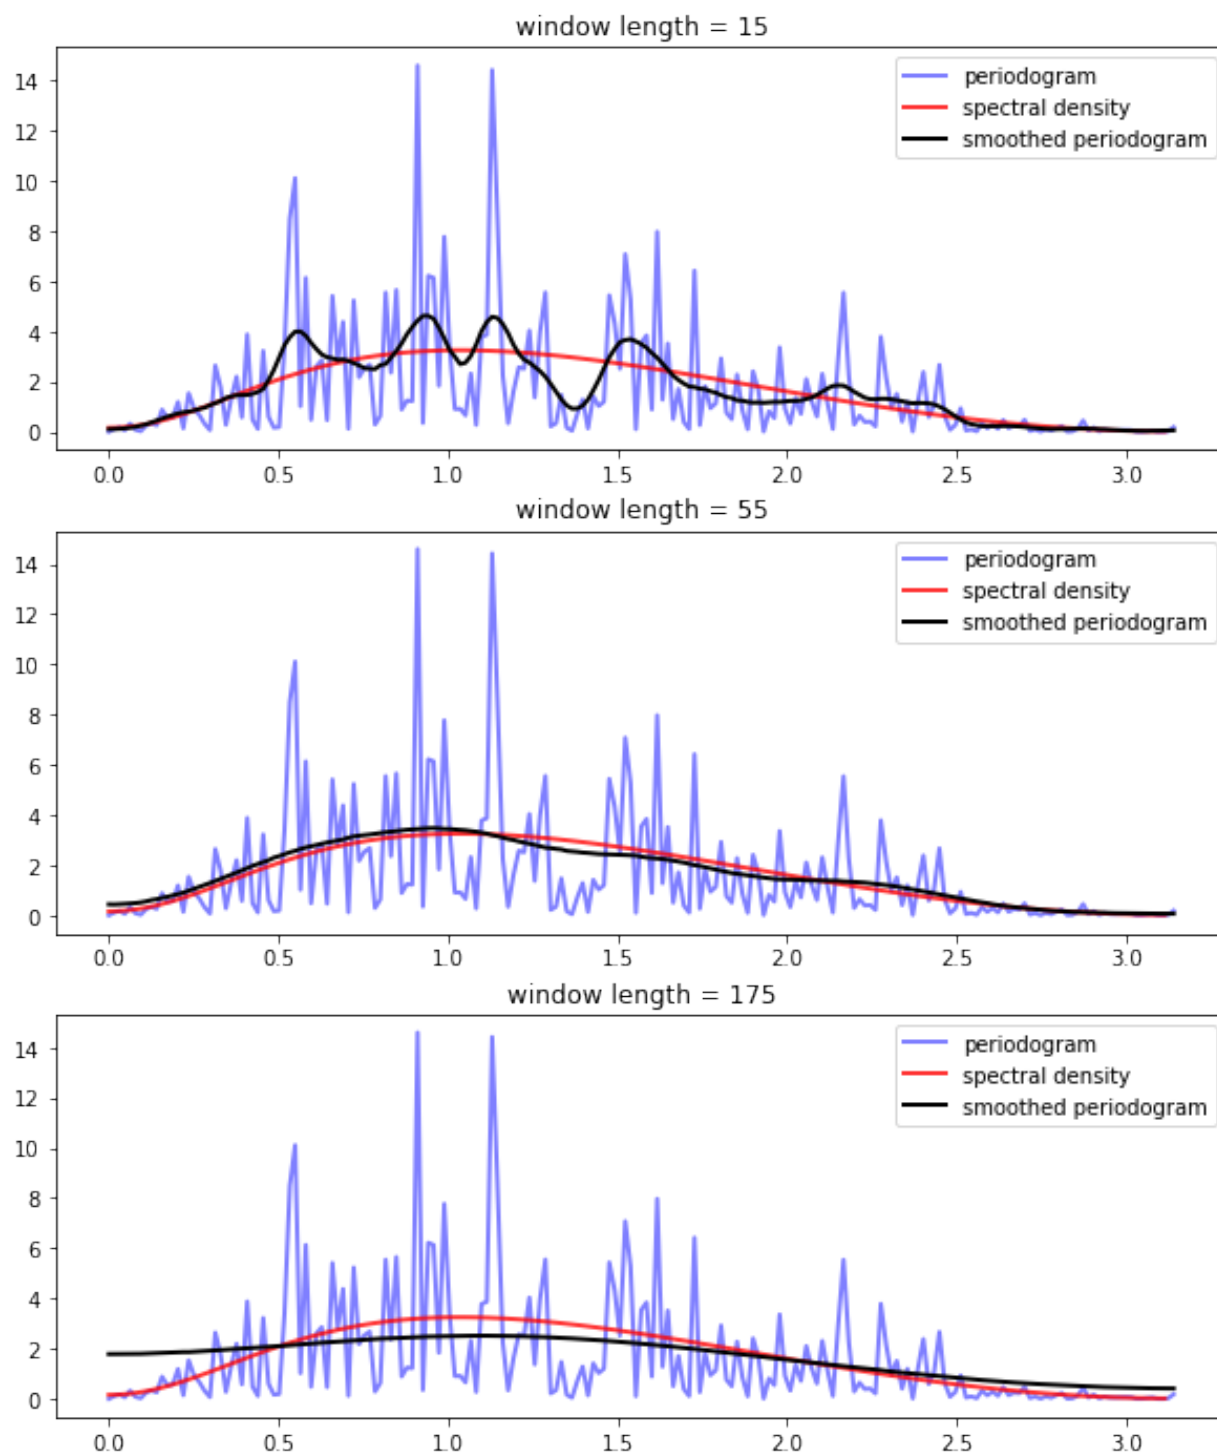 window length = 15
14
12
10
8
6
4
2
0
periodogram
spectral density
smoothed periodogram
0.0 0.5 1.0 1.5 2.0 2.5 3.0
window length = 55
14
12
10
8
6
4
2
0
periodogram
spectral density
smoothed periodogram
0.0 0.5 1.0 1.5 2.0 2.5 3.0
window length = 175
14
12
10
8
6
4
2
0
periodogram
spectral density
smoothed periodogram
0.0 0.5 1.0 1.5 2.0 2.5 3.0